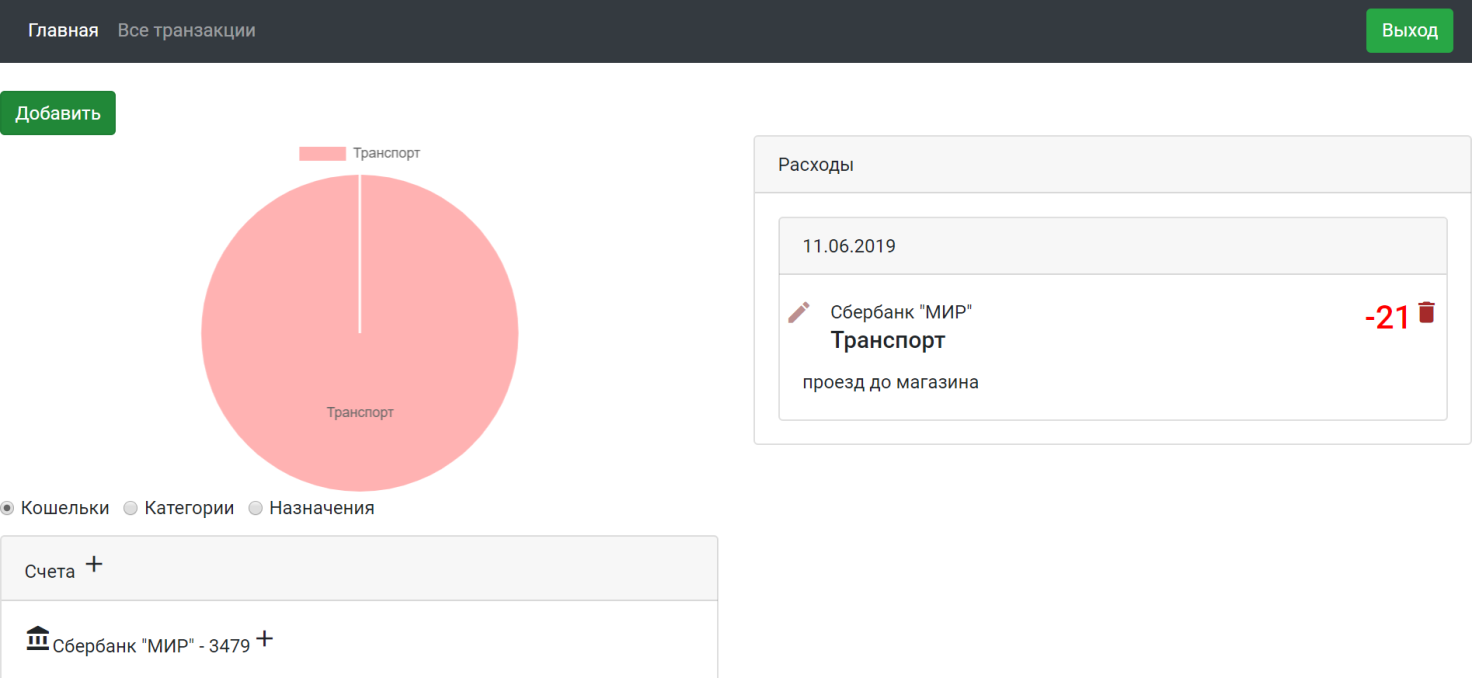 Главная Все транзакции Выход
Добавить
Транспорт
Транспорт
Кошельки Категории Назначения
Счета +
Сбербанк "МИР" - 3479 +
Расходы
11.06.2019
Сбербанк "МИР" -21
Транспорт
проезд до магазина